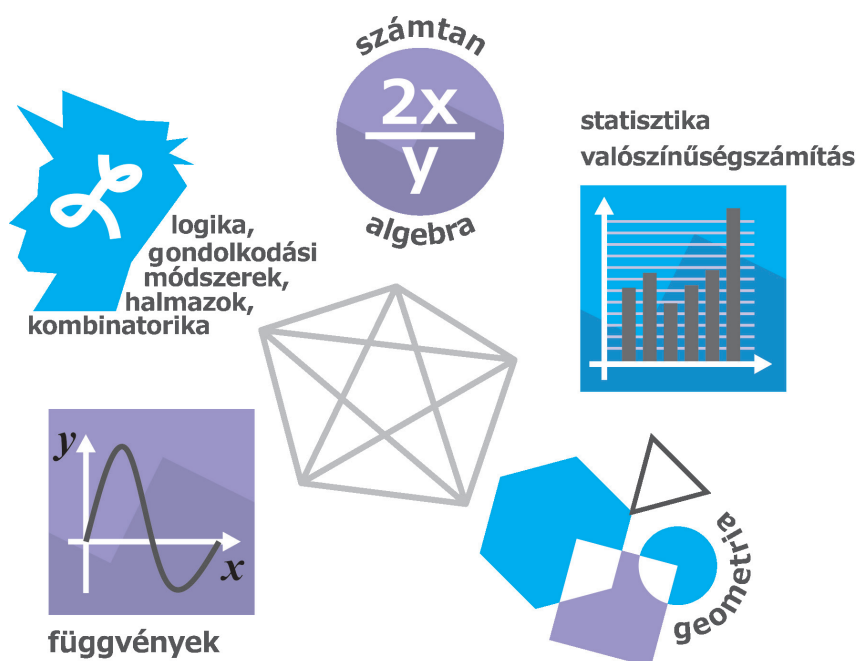 számtan
2x
y
algebra
statisztika
valószínűségszámítás
logika,
gondolkodási
módszerek,
halmazok,
kombinatorika
y
x
függvények
geometria